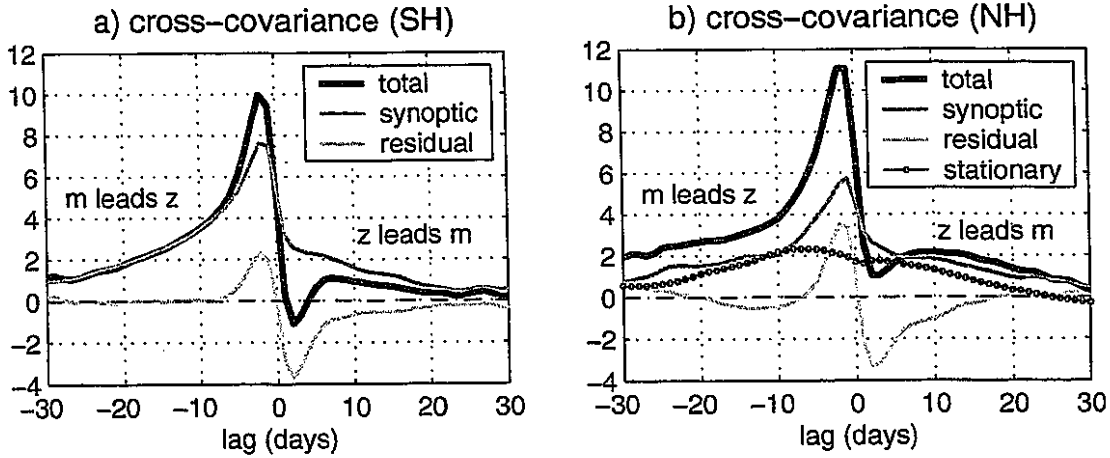 a) cross–covariance (SH)
12
10
8
6
4
2
0
−2
−4
total
synoptic
residual
m leads z
z leads m
−30
−20
−10
0
10
20
30
lag (days)
b) cross–covariance (NH)
12
10
8
6
4
2
0
−2
−4
total
synoptic
residual
stationary
m leads z
z leads m
−30
−20
−10
0
10
20
30
lag (days)